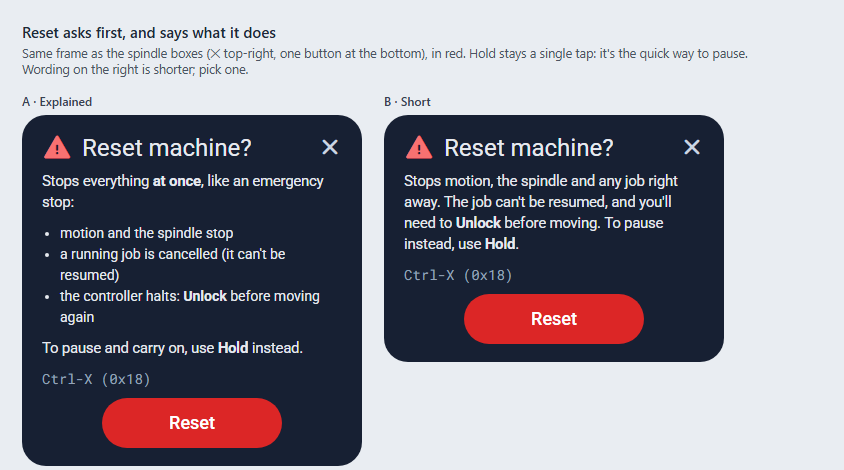 Reset asks first, and says what it does
Same frame as the spindle boxes (✕ top-right, one button at the bottom), in red. Hold stays a single tap: it's the quick way to pause.
Wording on the right is shorter; pick one.
A · Explained
Reset machine?
Stops everything at once, like an emergency
stop:
• motion and the spindle stop
• a running job is cancelled (it can't be
resumed)
• the controller halts: Unlock before moving
again
To pause and carry on, use Hold instead.
Ctrl-X (0x18)
Reset
B · Short
Reset machine?
Stops motion, the spindle and any job right
away. The job can't be resumed, and you'll
need to Unlock before moving. To pause
instead, use Hold.
Ctrl-X (0x18)
Reset